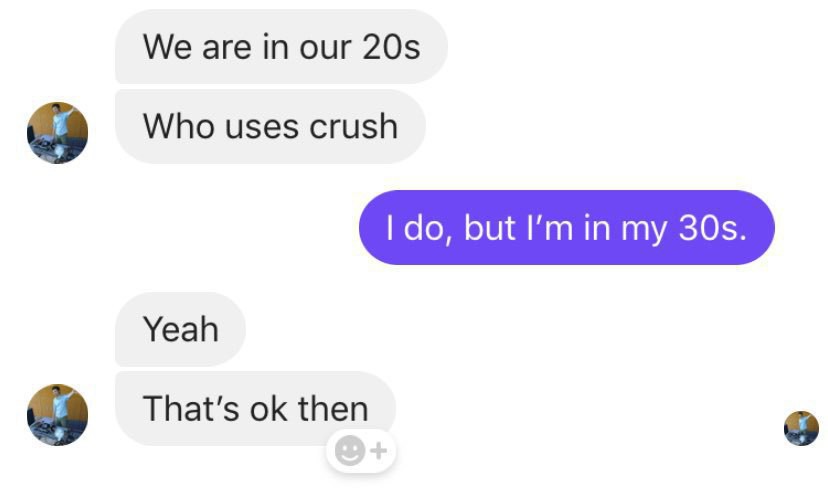 We are in our 20s
Who uses crush
I do, but I’m in my 30s.
Yeah
That’s ok then